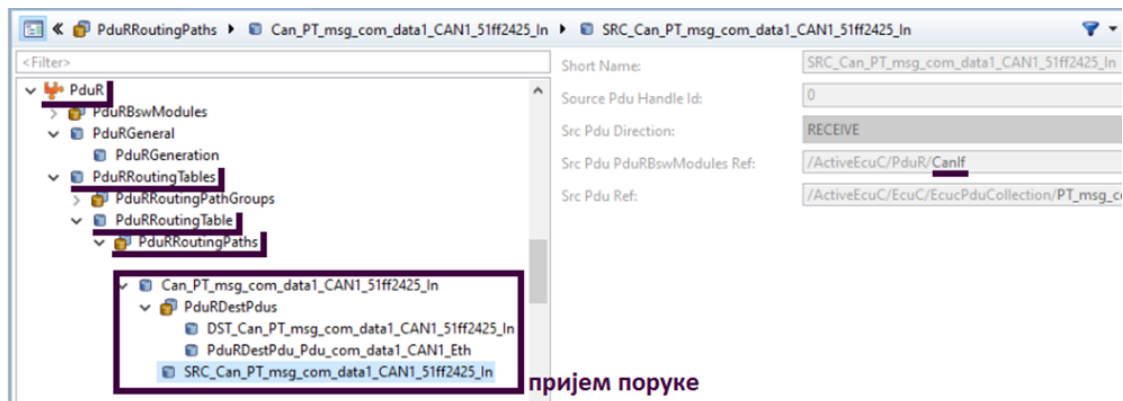 PduRRoutingPaths Can_PT_msg_com_data1_CAN1_51ff2425_In SRC_Can_PT_msg_com_data1_CAN1_51ff2425_In
<Filter>
PduR
PduRBswModules
PduRGeneral
PduRGeneration
PduRRoutingTables
PduRRoutingPathGroups
PduRRoutingTable
PduRRoutingPaths
Can_PT_msg_com_data1_CAN1_51ff2425_In
PduRDestPdus
DST_Can_PT_msg_com_data1_CAN1_51ff2425_In
PduRDestPdu_Pdu_com_data1_CAN1_Eth
SRC_Can_PT_msg_com_data1_CAN1_51ff2425_In
пријем поруке
Short Name: SRC_Can_PT_msg_com_data1_CAN1_51ff2425_In
Source Pdu Handle Id: 0
Src Pdu Direction: RECEIVE
Src Pdu PduRBswModules Ref: /ActiveEcuC/PduR/CanIf
Src Pdu Ref: /ActiveEcuC/EcuC/EcucPduCollection/PT_msg_c